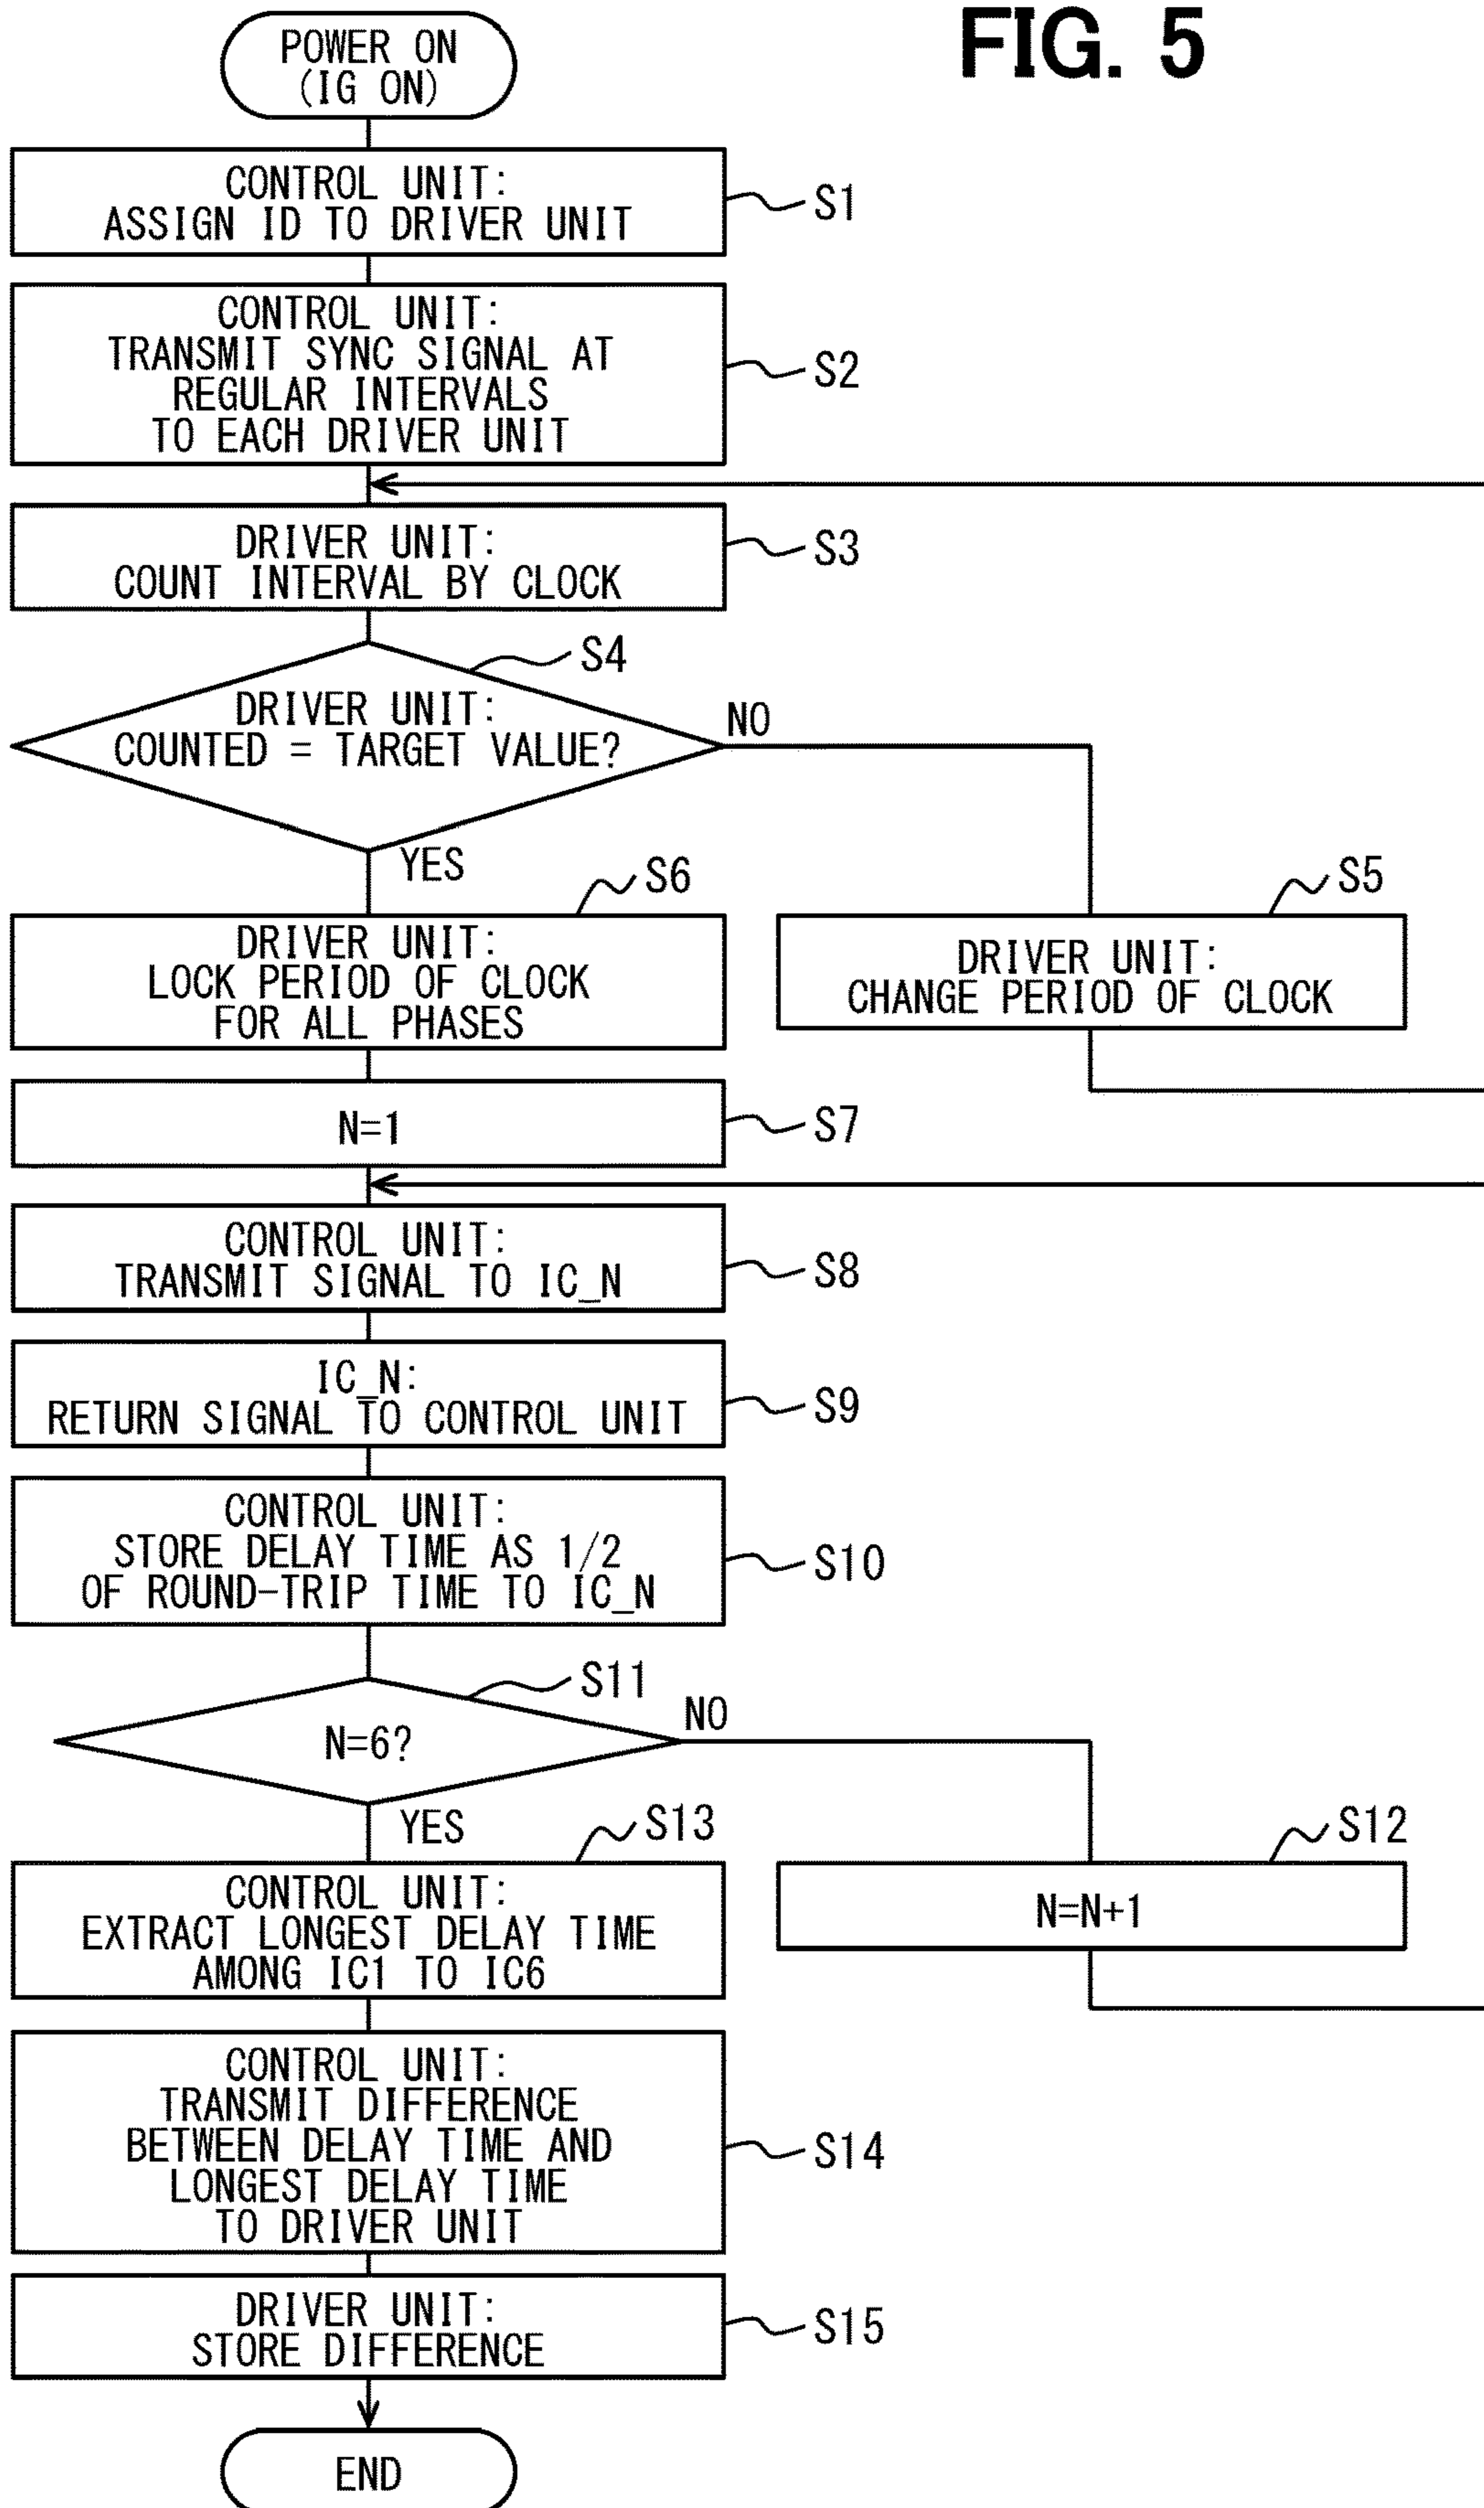 FIG. 5
POWER ON
(IG ON)
CONTROL UNIT:
ASSIGN ID TO DRIVER UNIT
S1
CONTROL UNIT:
TRANSMIT SYNC SIGNAL AT
REGULAR INTERVALS
TO EACH DRIVER UNIT
S2
DRIVER UNIT:
COUNT INTERVAL BY CLOCK
S3
S4
DRIVER UNIT:
COUNTED = TARGET VALUE?
NO
YES
S6
DRIVER UNIT:
LOCK PERIOD OF CLOCK
FOR ALL PHASES
S5
DRIVER UNIT:
CHANGE PERIOD OF CLOCK
N=1
S7
CONTROL UNIT:
TRANSMIT SIGNAL TO IC_N
S8
IC_N:
RETURN SIGNAL TO CONTROL UNIT
S9
CONTROL UNIT:
STORE DELAY TIME AS 1/2
OF ROUND-TRIP TIME TO IC_N
S10
S11
N=6?
NO
YES
S13
CONTROL UNIT:
EXTRACT LONGEST DELAY TIME
AMONG IC1 TO IC6
S12
N=N+1
CONTROL UNIT:
TRANSMIT DIFFERENCE
BETWEEN DELAY TIME AND
LONGEST DELAY TIME
TO DRIVER UNIT
S14
DRIVER UNIT:
STORE DIFFERENCE
S15
END